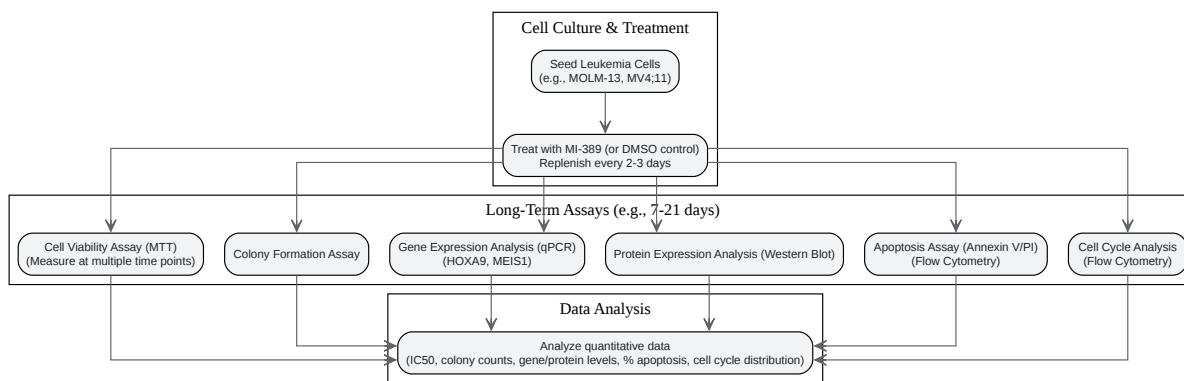 Cell Culture & Treatment
Seed Leukemia Cells
(e.g., MOLM-13, MV4;11)
Treat with MI-389 (or DMSO control)
Replenish every 2-3 days
Long-Term Assays (e.g., 7-21 days)
Cell Viability Assay (MTT)
(Measure at multiple time points)
Colony Formation Assay
Gene Expression Analysis (qPCR)
(HOXA9, MEIS1)
Protein Expression Analysis (Western Blot)
Apoptosis Assay (Annexin V/PI)
(Flow Cytometry)
Cell Cycle Analysis
(Flow Cytometry)
Data Analysis
Analyze quantitative data
(IC50, colony counts, gene/protein levels, % apoptosis, cell cycle distribution)